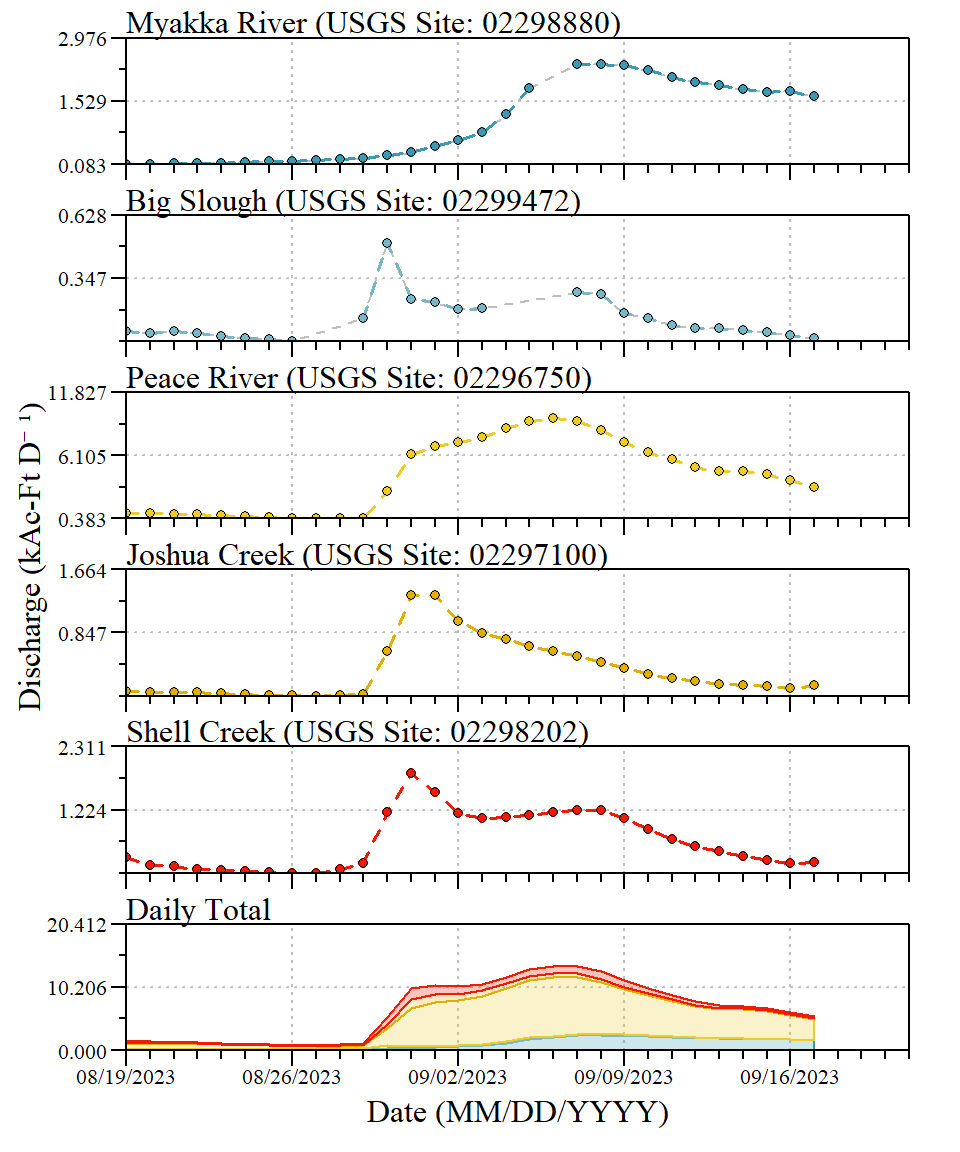 Myakka River (USGS Site: 02298880)
2.976
1.529
0.083
Big Slough (USGS Site: 02299472)
0.628
0.347
Peace River (USGS Site: 02296750)
11.827
6.105
0.383
Joshua Creek (USGS Site: 02297100)
1.664
0.847
Shell Creek (USGS Site: 02298202)
2.311
1.224
Daily Total
20.412
10.206
0.000
Discharge (kAc-Ft D⁻¹)
08/19/2023 08/26/2023 09/02/2023 09/09/2023 09/16/2023
Date (MM/DD/YYYY)